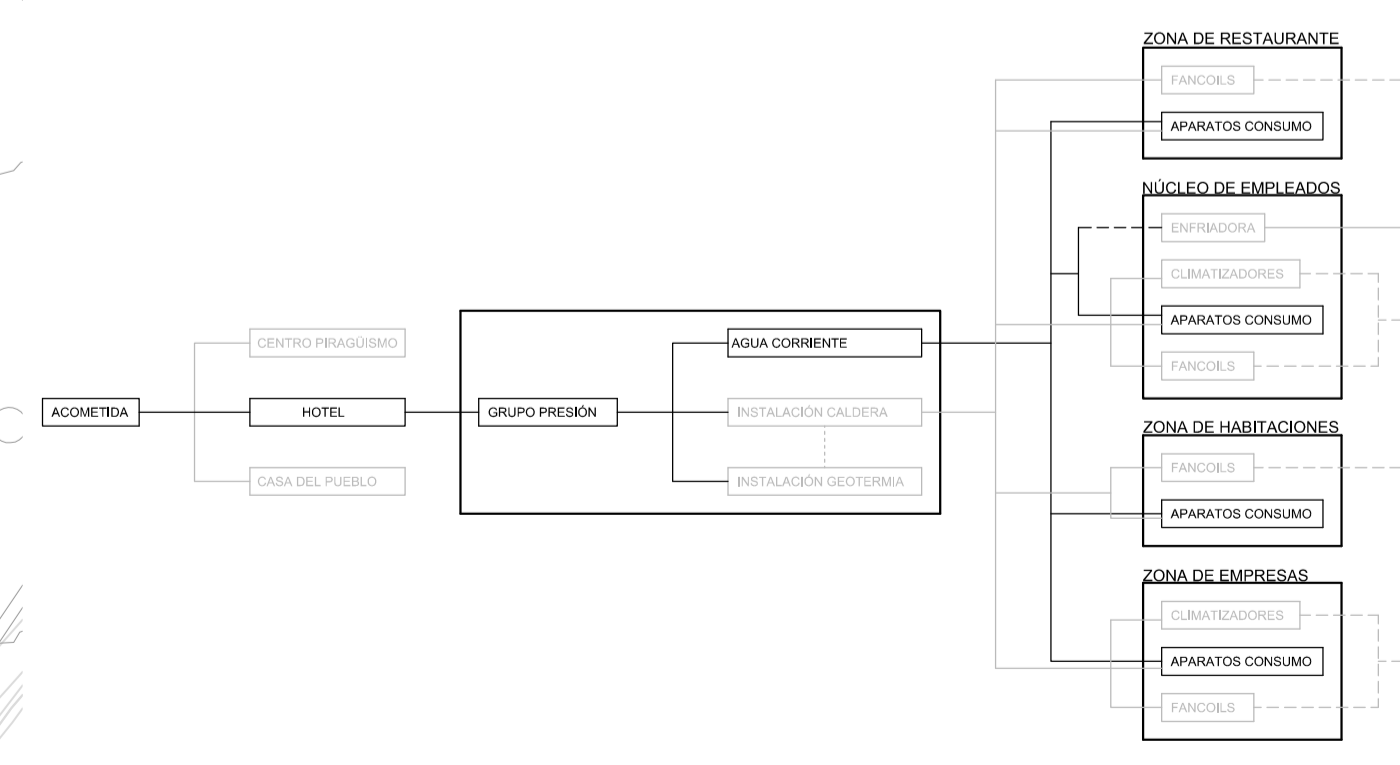 ACOMETIDA
CENTRO PIRAGÜISMO
HOTEL
CASA DEL PUEBLO
GRUPO PRESIÓN
AGUA CORRIENTE
INSTALACIÓN CALDERA
INSTALACIÓN GEOTERMIA
ZONA DE RESTAURANTE
FANCOILS
APARATOS CONSUMO
NÚCLEO DE EMPLEADOS
ENFRIADORA
CLIMATIZADORES
APARATOS CONSUMO
FANCOILS
ZONA DE HABITACIONES
FANCOILS
APARATOS CONSUMO
ZONA DE EMPRESAS
CLIMATIZADORES
APARATOS CONSUMO
FANCOILS